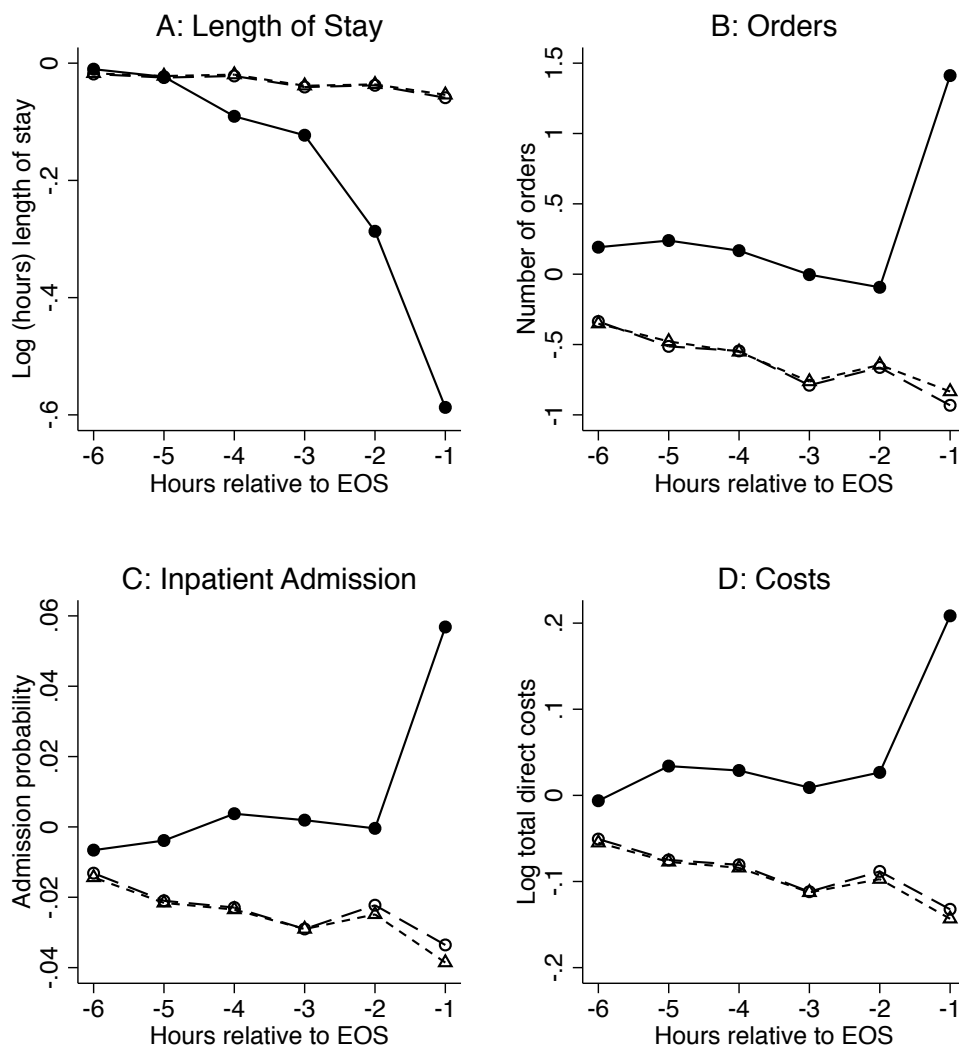 A: Length of Stay
Log (hours) length of stay
0
-.2
-.4
-.6
-6 -5 -4 -3 -2 -1
Hours relative to EOS
B: Orders
Number of orders
1.5
1
.5
0
-.5
-1
-6 -5 -4 -3 -2 -1
Hours relative to EOS
C: Inpatient Admission
Admission probability
.06
.04
.02
0
-.02
-.04
-6 -5 -4 -3 -2 -1
Hours relative to EOS
D: Costs
Log total direct costs
.2
.1
0
-.1
-.2
-6 -5 -4 -3 -2 -1
Hours relative to EOS